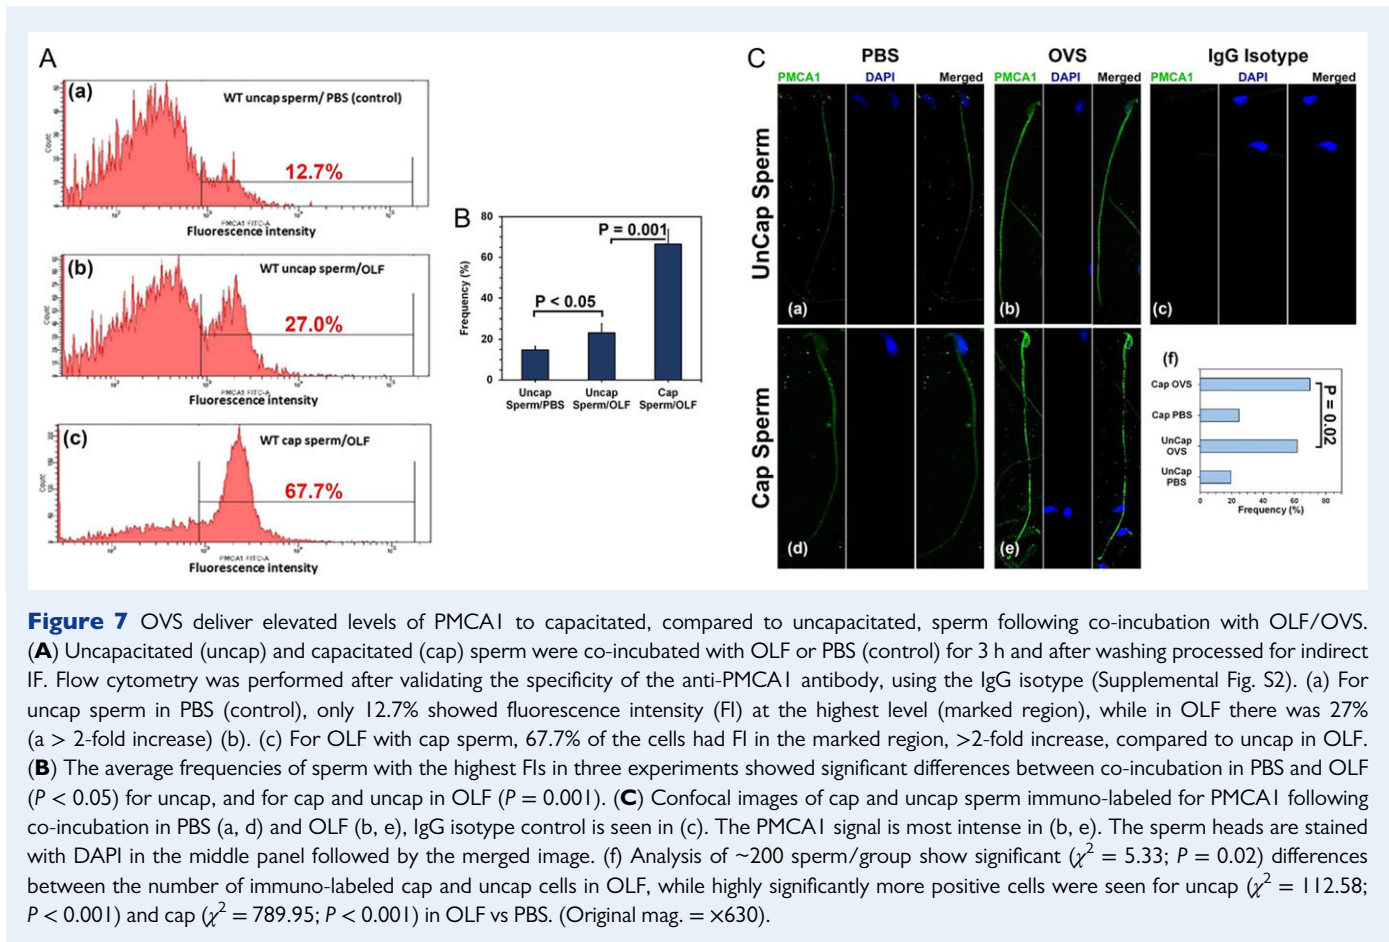 A
(a)
WT uncap sperm/ PBS (control)
12.7%
Count
PMCA1 FITC-A
Fluorescence intensity
(b)
WT uncap sperm/OLF
27.0%
Count
PMCA1 FITC-A
Fluorescence intensity
(c)
WT cap sperm/OLF
67.7%
Count
PMCA1 FITC-A
Fluorescence intensity
B
80
60
40
20
0
Frequency (%)
P < 0.05
P = 0.001
Uncap Sperm/PBS
Uncap Sperm/OLF
Cap Sperm/OLF
C
PBS
OVS
IgG Isotype
PMCA1 DAPI Merged
PMCA1 DAPI Merged
PMCA1 DAPI Merged
UnCap Sperm
(a)
(b)
(c)
Cap Sperm
(d)
(e)
(f)
Cap OVS
Cap PBS
UnCap OVS
UnCap PBS
P = 0.02
0 20 40 60 80
Frequency (%)
Figure 7 OVS deliver elevated levels of PMCA1 to capacitated, compared to uncapacitated, sperm following co-incubation with OLF/OVS.
(A) Uncapacitated (uncap) and capacitated (cap) sperm were co-incubated with OLF or PBS (control) for 3 h and after washing processed for indirect
IF. Flow cytometry was performed after validating the specificity of the anti-PMCA1 antibody, using the IgG isotype (Supplemental Fig. S2). (a) For
uncap sperm in PBS (control), only 12.7% showed fluorescence intensity (FI) at the highest level (marked region), while in OLF there was 27%
(a > 2-fold increase) (b). (c) For OLF with cap sperm, 67.7% of the cells had FI in the marked region, >2-fold increase, compared to uncap in OLF.
(B) The average frequencies of sperm with the highest FIs in three experiments showed significant differences between co-incubation in PBS and OLF
(P < 0.05) for uncap, and for cap and uncap in OLF (P = 0.001). (C) Confocal images of cap and uncap sperm immuno-labeled for PMCA1 following
co-incubation in PBS (a, d) and OLF (b, e), IgG isotype control is seen in (c). The PMCA1 signal is most intense in (b, e). The sperm heads are stained
with DAPI in the middle panel followed by the merged image. (f) Analysis of ~200 sperm/group show significant (χ² = 5.33; P = 0.02) differences
between the number of immuno-labeled cap and uncap cells in OLF, while highly significantly more positive cells were seen for uncap (χ² = 112.58;
P < 0.001) and cap (χ² = 789.95; P < 0.001) in OLF vs PBS. (Original mag. = ×630).